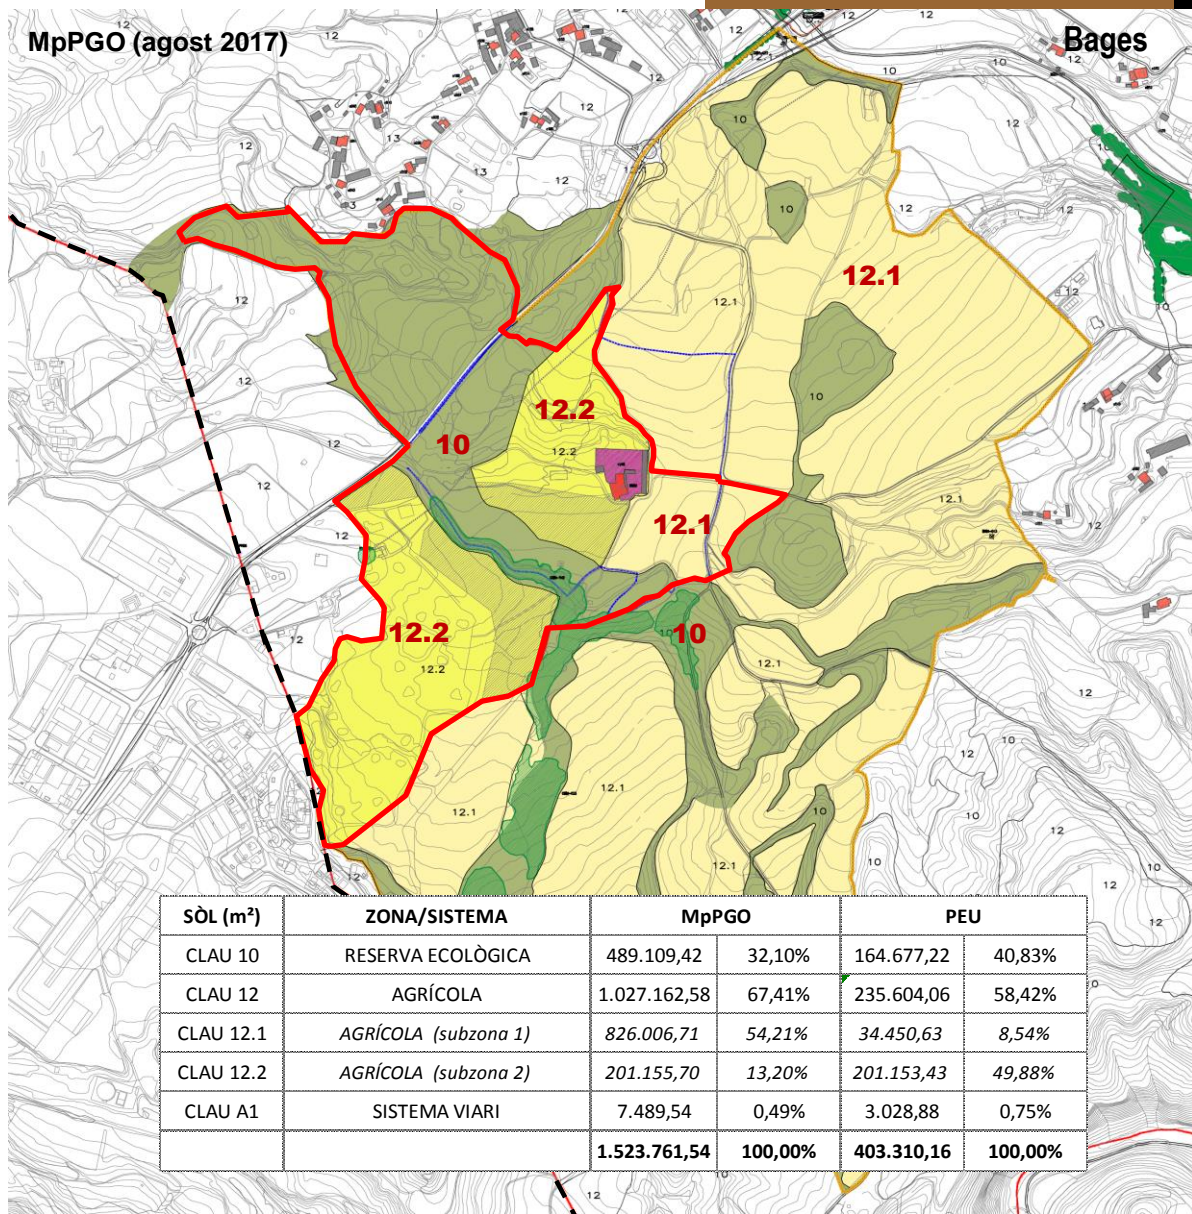 MpPGO (agost 2017)
Bages
12.1
12.2
10
12.1
12.2
10
SÒL (m²) ZONA/SISTEMA MpPGO PEU
CLAU 10 RESERVA ECOLÒGICA 489.109,42 32,10% 164.677,22 40,83%
CLAU 12 AGRÍCOLA 1.027.162,58 67,41% 235.604,06 58,42%
CLAU 12.1 AGRÍCOLA (subzona 1) 826.006,71 54,21% 34.450,63 8,54%
CLAU 12.2 AGRÍCOLA (subzona 2) 201.155,70 13,20% 201.153,43 49,88%
CLAU A1 SISTEMA VIARI 7.489,54 0,49% 3.028,88 0,75%
1.523.761,54 100,00% 403.310,16 100,00%